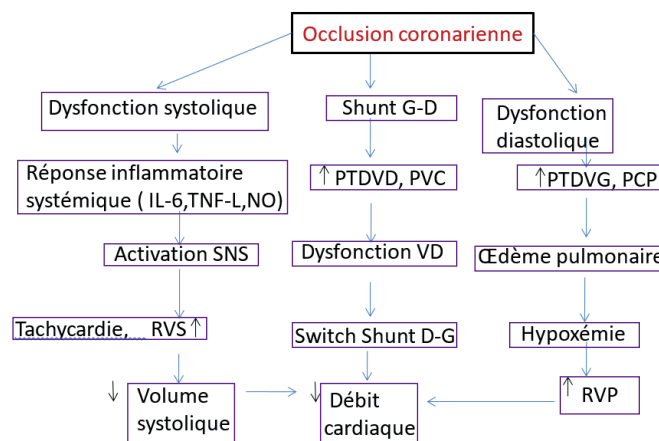 Occlusion coronarienne
Dysfonction systolique
Réponse inflammatoire
systémique ( IL-6,TNF-L,NO)
Activation SNS
Tachycardie, RVS ↑
↓ Volume
systolique
Shunt G-D
↑ PTDVD, PVC
Dysfonction VD
Switch Shunt D-G
↓ Débit
cardiaque
Dysfonction
diastolique
↑PTDVG, PCP
Œdème pulmonaire
Hypoxémie
↑ RVP